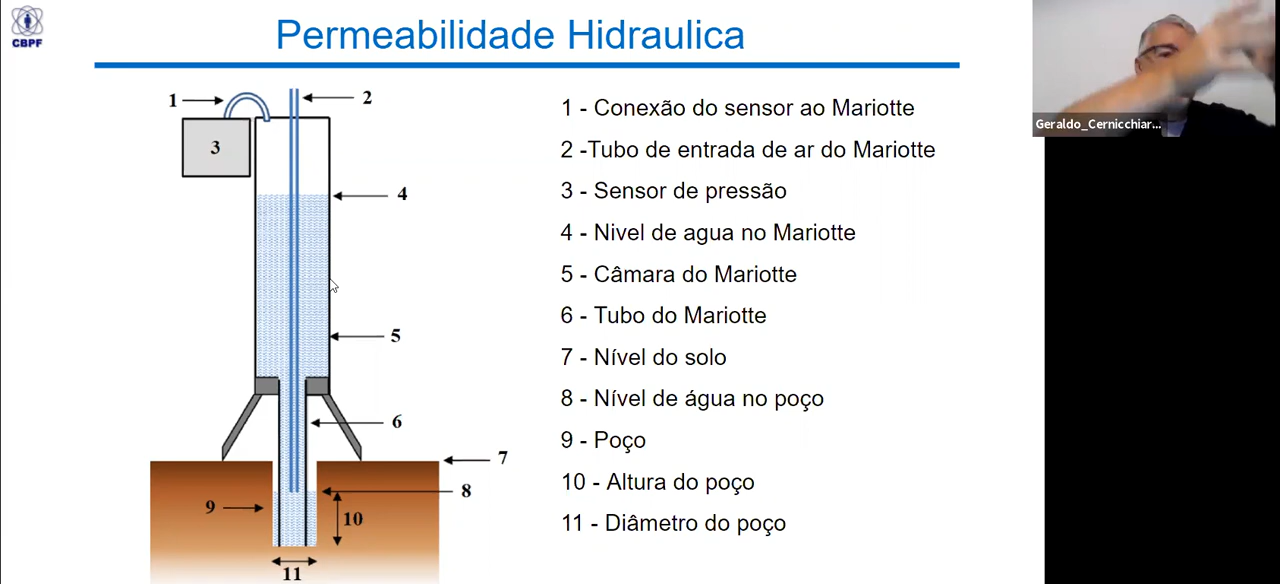 CBPF
Permeabilidade Hidraulica
Geraldo_Cernicchiar...
1
2
3
4
5
6
7
8
9
10
11
1 - Conexão do sensor ao Mariotte
2 -Tubo de entrada de ar do Mariotte
3 - Sensor de pressão
4 - Nivel de agua no Mariotte
5 - Câmara do Mariotte
6 - Tubo do Mariotte
7 - Nível do solo
8 - Nível de água no poço
9 - Poço
10 - Altura do poço
11 - Diâmetro do poço